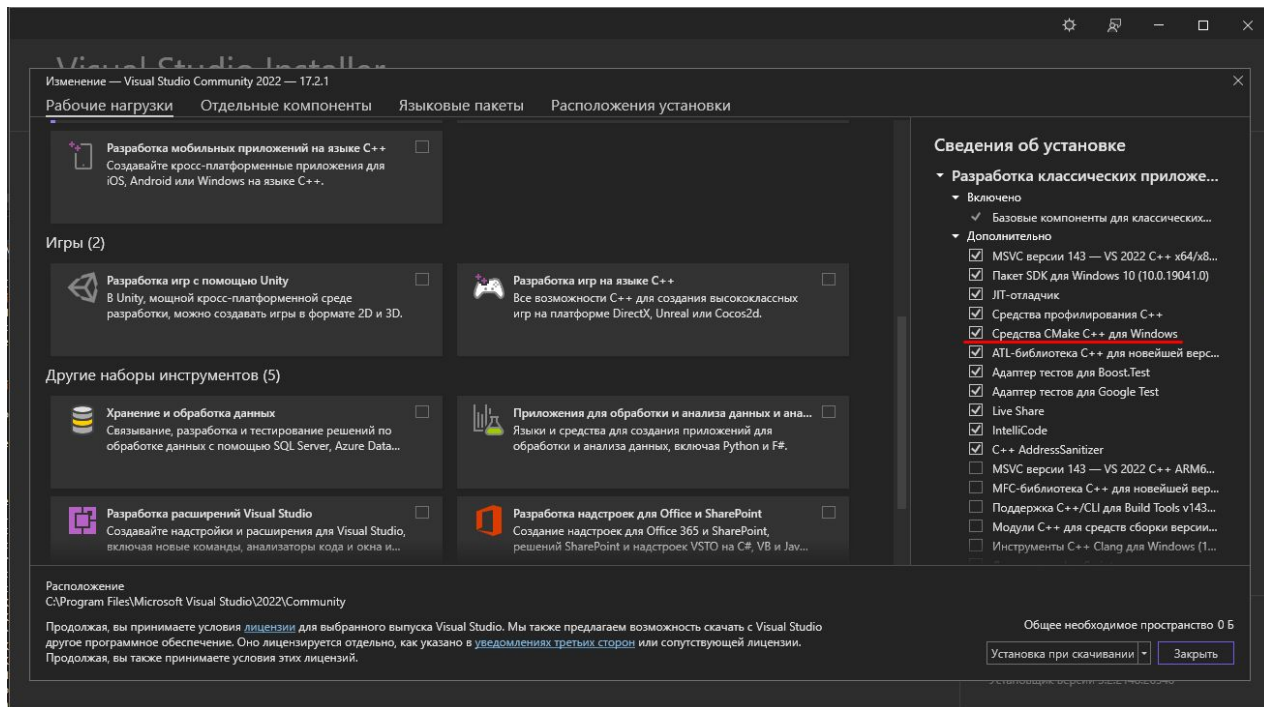 Visual Studio Installer
Изменение — Visual Studio Community 2022 — 17.2.1
Рабочие нагрузки Отдельные компоненты Языковые пакеты Расположения установки
Разработка мобильных приложений на языке C++
Создавайте кросс-платформенные приложения для
iOS, Android или Windows на языке C++.
Игры (2)
Разработка игр с помощью Unity
В Unity, мощной кросс-платформенной среде
разработки, можно создавать игры в формате 2D и 3D.
Разработка игр на языке C++
Все возможности C++ для создания высококлассных
игр на платформе DirectX, Unreal или Cocos2d.
Другие наборы инструментов (5)
Хранение и обработка данных
Связывание, разработка и тестирование решений по
обработке данных с помощью SQL Server, Azure Data...
Приложения для обработки и анализа данных и ана...
Языки и средства для создания приложений для
обработки и анализа данных, включая Python и F#.
Разработка расширений Visual Studio
Создавайте надстройки и расширения для Visual Studio,
включая новые команды, анализаторы кода и окна и...
Разработка надстроек для Office и SharePoint
Создание надстроек для Office 365 и SharePoint,
решений SharePoint и надстроек VSTO на C#, VB и Jav...
Сведения об установке
Разработка классических приложе...
Включено
Базовые компоненты для классических...
Дополнительно
MSVC версии 143 — VS 2022 C++ x64/x8...
Пакет SDK для Windows 10 (10.0.19041.0)
JIT-отладчик
Средства профилирования C++
Средства CMake C++ для Windows
ATL-библиотека C++ для новейшей верс...
Адаптер тестов для Boost.Test
Адаптер тестов для Google Test
Live Share
IntelliCode
C++ AddressSanitizer
MSVC версии 143 — VS 2022 C++ ARM6...
MFC-библиотека C++ для новейшей вер...
Поддержка C++/CLI для Build Tools v143...
Модули C++ для средств сборки версии...
Инструменты C++ Clang для Windows (1...
Расположение
C:\Program Files\Microsoft Visual Studio\2022\Community
Продолжая, вы принимаете условия лицензии для выбранного выпуска Visual Studio. Мы также предлагаем возможность скачать с Visual Studio
другое программное обеспечение. Оно лицензируется отдельно, как указано в уведомлениях третьих сторон или сопутствующей лицензии.
Продолжая, вы также принимаете условия этих лицензий.
Общее необходимое пространство 0 Б
Установка при скачивании
Закрыть